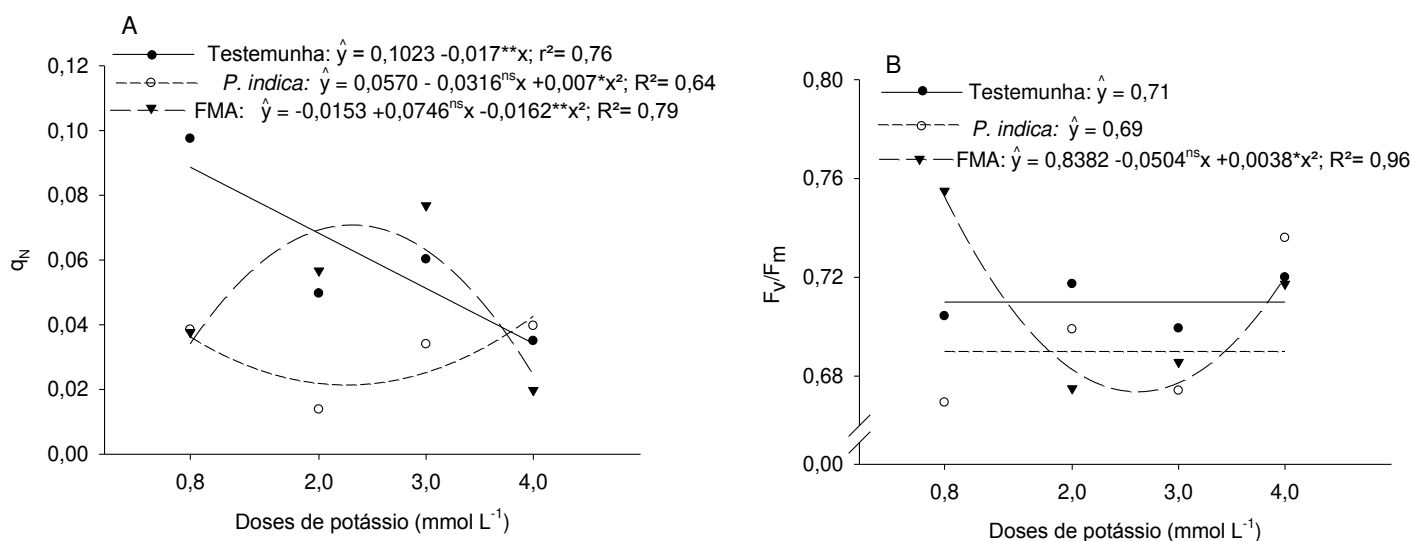 A
Testemunha: ŷ = 0,1023 -0,017**x; r²= 0,76
P. indica: ŷ = 0,0570 - 0,0316ⁿˢx +0,007*x²; R²= 0,64
FMA: ŷ = -0,0153 +0,0746ⁿˢx -0,0162**x²; R²= 0,79
0,12
0,10
0,08
0,06
0,04
0,02
0,00
qN
0,8 2,0 3,0 4,0
Doses de potássio (mmol L⁻¹)
B
Testemunha: ŷ = 0,71
P. indica: ŷ = 0,69
FMA: ŷ = 0,8382 -0,0504ⁿˢx +0,0038*x²; R²= 0,96
0,80
0,76
0,72
0,68
0,00
Fv/Fm
0,8 2,0 3,0 4,0
Doses de potássio (mmol L⁻¹)